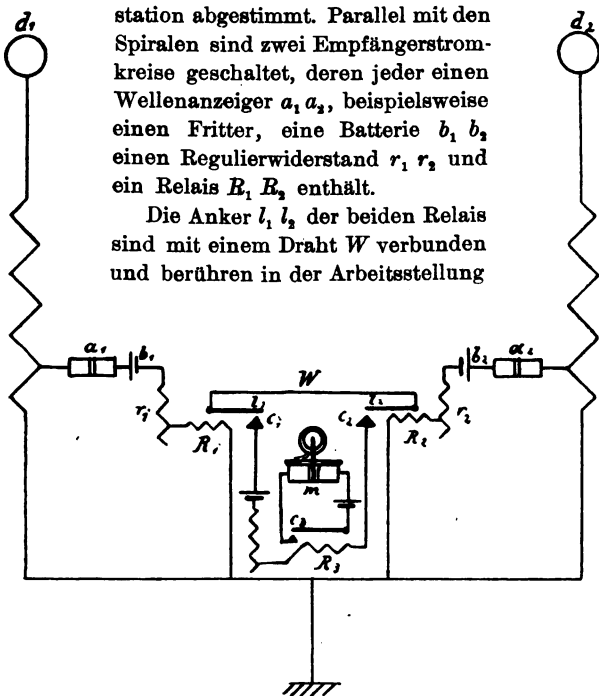 d₁
d₂
station abgestimmt. Parallel mit den
Spiralen sind zwei Empfängerstrom-
kreise geschaltet, deren jeder einen
Wellenanzeiger a₁ a₂, beispielsweise
einen Fritter, eine Batterie b₁ b₂
einen Regulierwiderstand r₁ r₂ und
ein Relais R₁ R₂ enthält.
Die Anker l₁ l₂ der beiden Relais
sind mit einem Draht W verbunden
und berühren in der Arbeitsstellung
a₁
b₁
W
b₂
a₂
r₁
R₁
l₁
c₁
l₂
c₂
R₂
r₂
m
c₃
R₃